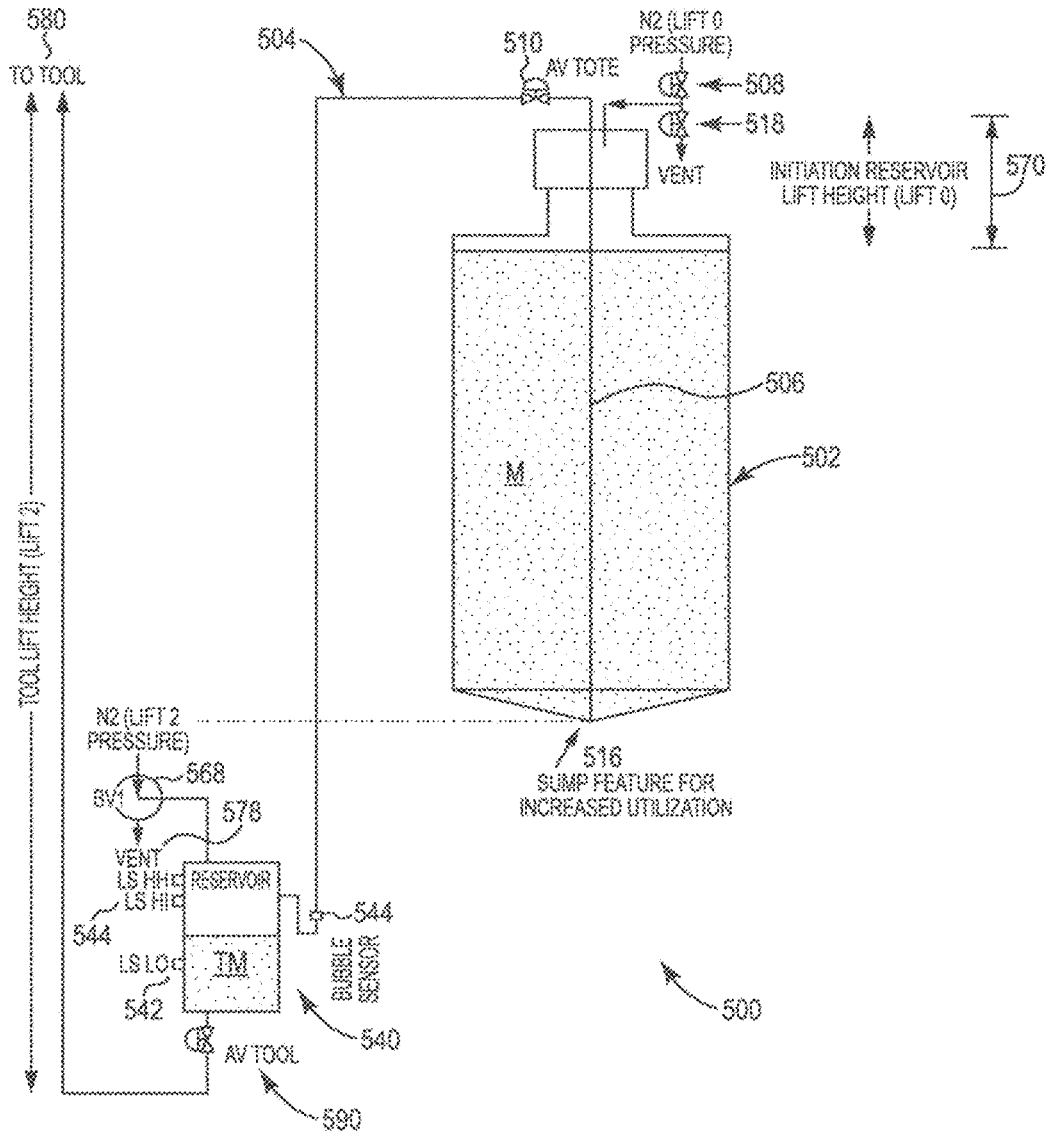 580
TO TOOL
504
510
AV TOTE
N2 (LIFT 0
PRESSURE)
508
518
VENT
INITIATION RESERVOIR
LIFT HEIGHT (LIFT 0)
570
506
502
M
TOOL LIFT HEIGHT (LIFT 2)
N2 (LIFT 2
PRESSURE)
568
SV1
578
VENT
516
SUMP FEATURE FOR
INCREASED UTILIZATION
LS HH
RESERVOIR
LS HI
544
544
LS LO
TM
542
BUBBLE
SENSOR
540
500
AV TOOL
590